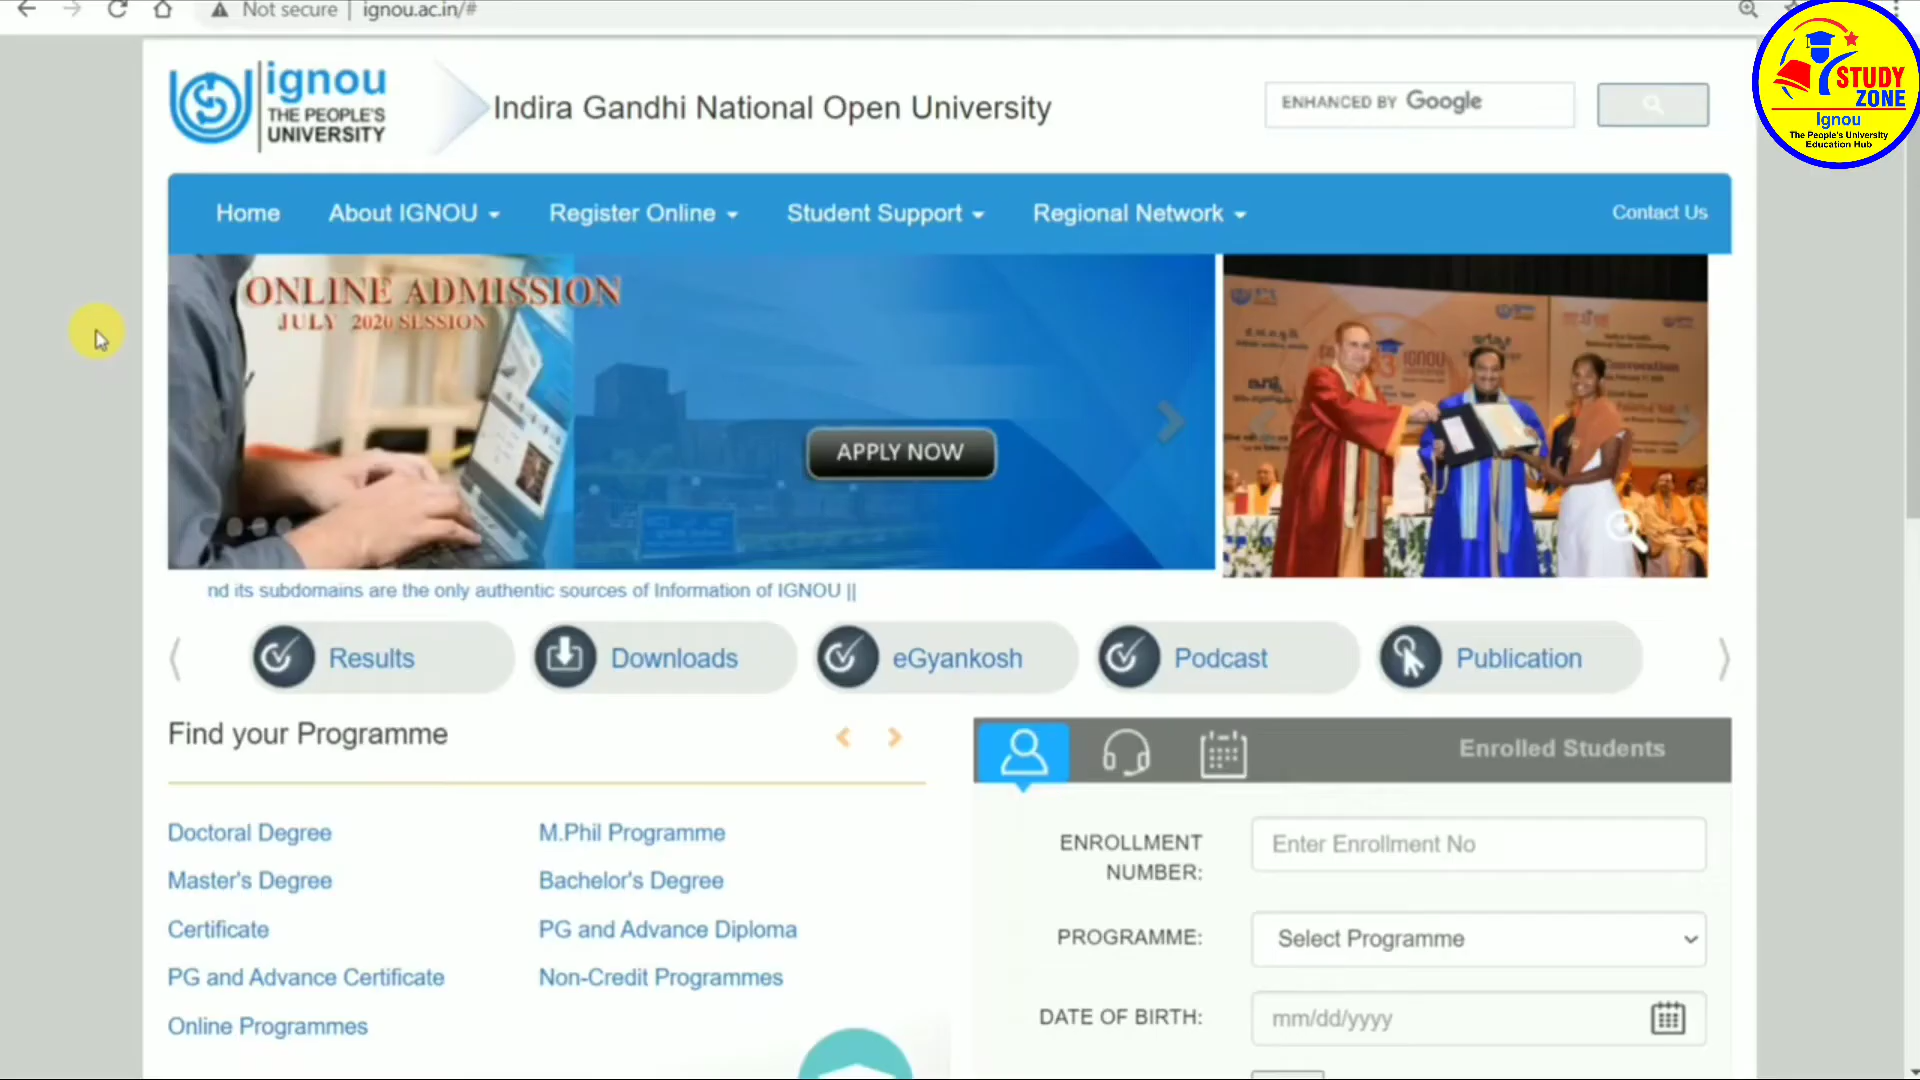 Not secure | ignou.ac.in/#
STUDY
ZONE
Ignou
The People's University
Education Hub
ignou
THE PEOPLE'S
UNIVERSITY
Indira Gandhi National Open University
ENHANCED BY Google
Home
About IGNOU
Register Online
Student Support
Regional Network
Contact Us
ONLINE ADMISSION
JULY 2020 SESSION
APPLY NOW
nd its subdomains are the only authentic sources of Information of IGNOU ||
Results
Downloads
eGyankosh
Podcast
Publication
Find your Programme
Doctoral Degree
M.Phil Programme
Master's Degree
Bachelor's Degree
Certificate
PG and Advance Diploma
PG and Advance Certificate
Non-Credit Programmes
Online Programmes
Enrolled Students
ENROLLMENT
NUMBER:
Enter Enrollment No
PROGRAMME:
Select Programme
DATE OF BIRTH:
mm/dd/yyyy